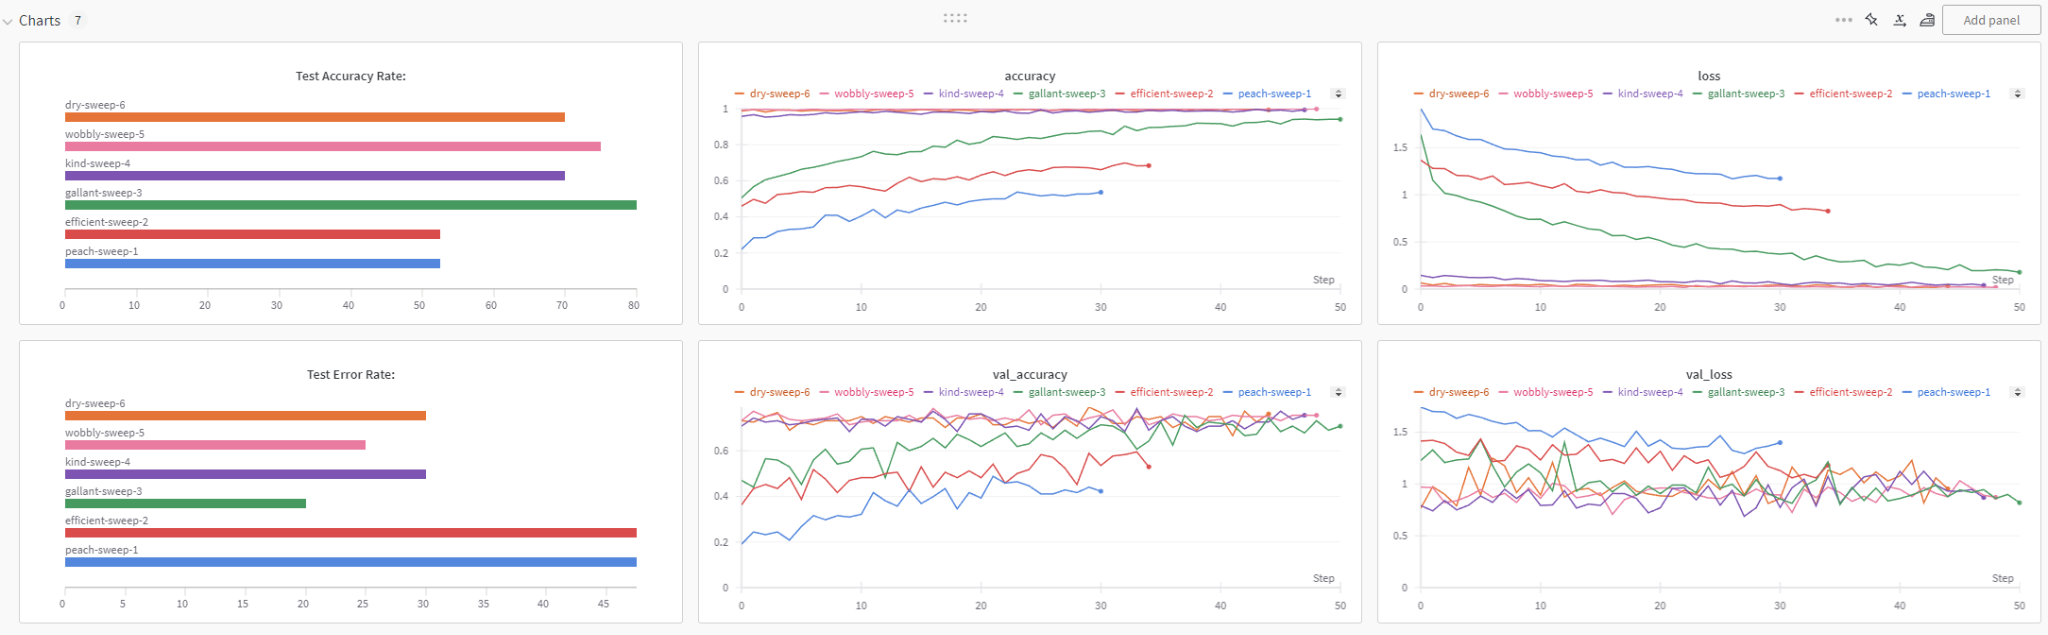 Charts 7
Add panel
Test Accuracy Rate:
dry-sweep-6
wobbly-sweep-5
kind-sweep-4
gallant-sweep-3
efficient-sweep-2
peach-sweep-1
0 10 20 30 40 50 60 70 80
accuracy
dry-sweep-6 wobbly-sweep-5 kind-sweep-4 gallant-sweep-3 efficient-sweep-2 peach-sweep-1
1
0.8
0.6
0.4
0.2
Step
0
0 10 20 30 40 50
loss
dry-sweep-6 wobbly-sweep-5 kind-sweep-4 gallant-sweep-3 efficient-sweep-2 peach-sweep-1
1.5
1
0.5
Step
0
0 10 20 30 40 50
Test Error Rate:
dry-sweep-6
wobbly-sweep-5
kind-sweep-4
gallant-sweep-3
efficient-sweep-2
peach-sweep-1
0 5 10 15 20 25 30 35 40 45
val_accuracy
dry-sweep-6 wobbly-sweep-5 kind-sweep-4 gallant-sweep-3 efficient-sweep-2 peach-sweep-1
0.6
0.4
0.2
Step
0
0 10 20 30 40 50
val_loss
dry-sweep-6 wobbly-sweep-5 kind-sweep-4 gallant-sweep-3 efficient-sweep-2 peach-sweep-1
1.5
1
0.5
Step
0
0 10 20 30 40 50